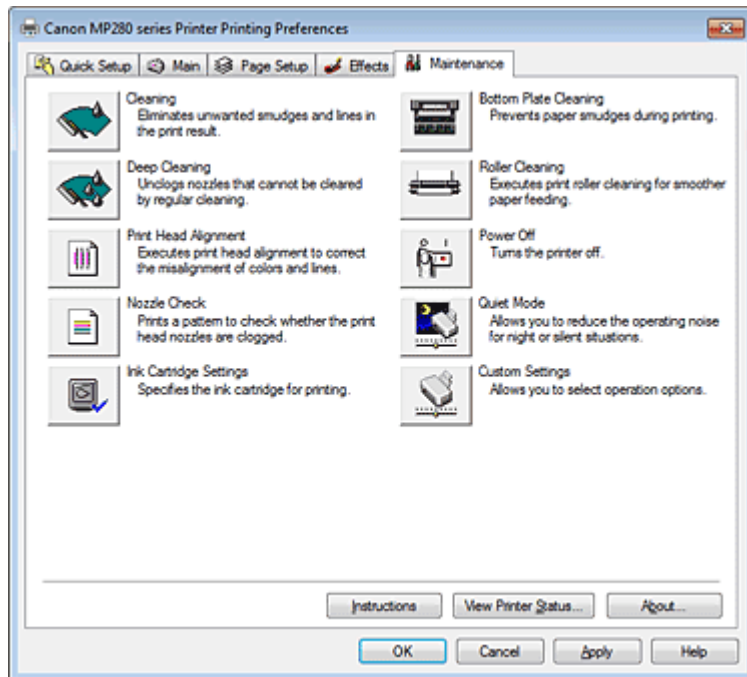 Canon MP280 series Printer Printing Preferences
Quick Setup
Main
Page Setup
Effects
Maintenance
Cleaning
Eliminates unwanted smudges and lines in
the print result.
Deep Cleaning
Unclogs nozzles that cannot be cleared
by regular cleaning.
Print Head Alignment
Executes print head alignment to correct
the misalignment of colors and lines.
Nozzle Check
Prints a pattern to check whether the print
head nozzles are clogged.
Ink Cartridge Settings
Specifies the ink cartridge for printing.
Bottom Plate Cleaning
Prevents paper smudges during printing.
Roller Cleaning
Executes print roller cleaning for smoother
paper feeding.
Power Off
Turns the printer off.
Quiet Mode
Allows you to reduce the operating noise
for night or silent situations.
Custom Settings
Allows you to select operation options.
Instructions
View Printer Status...
About...
OK
Cancel
Apply
Help